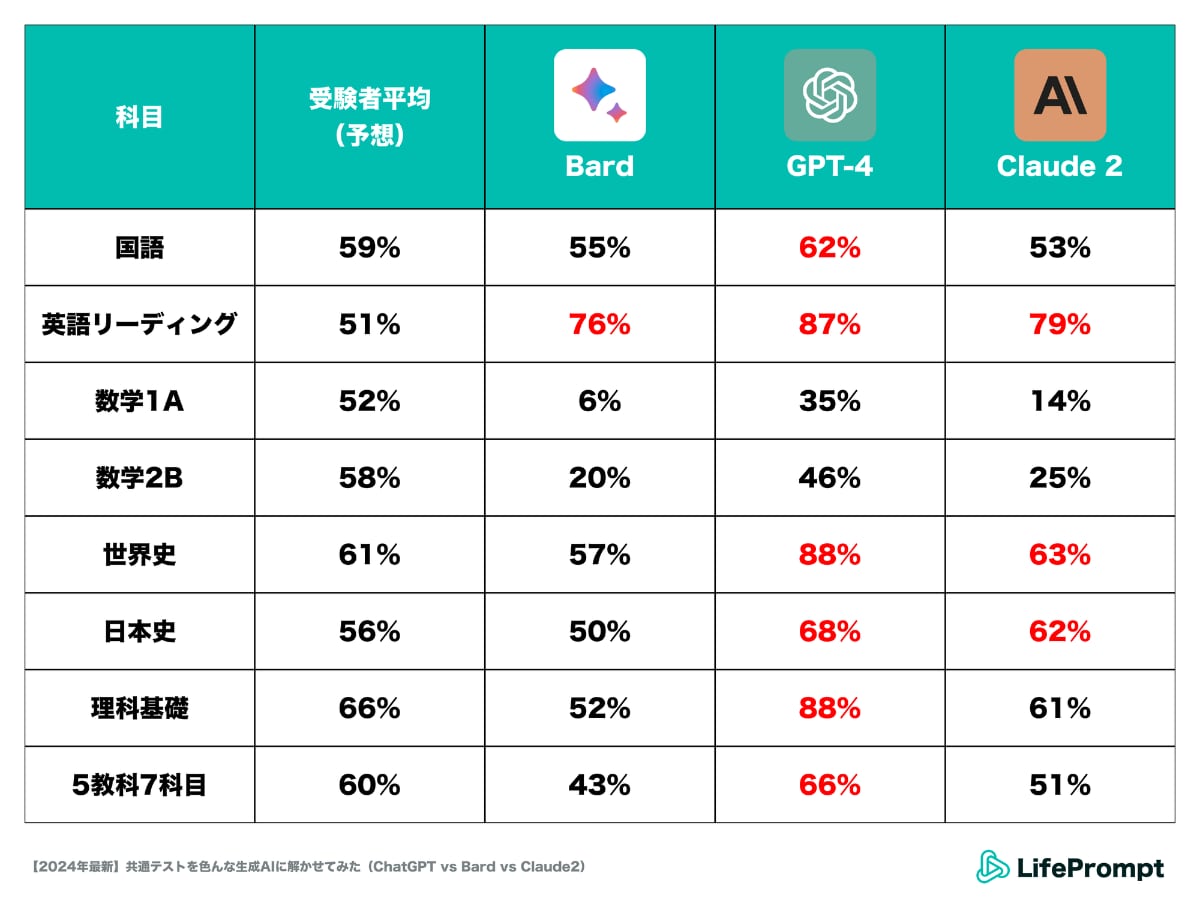 科目
受験者平均
（予想）
Bard
GPT-4
Claude 2
国語 59% 55% 62% 53%
英語リーディング 51% 76% 87% 79%
数学1A 52% 6% 35% 14%
数学2B 58% 20% 46% 25%
世界史 61% 57% 88% 63%
日本史 56% 50% 68% 62%
理科基礎 66% 52% 88% 61%
5教科7科目 60% 43% 66% 51%
【2024年最新】共通テストを色んな生成AIに解かせてみた（ChatGPT vs Bard vs Claude2）
LifePrompt